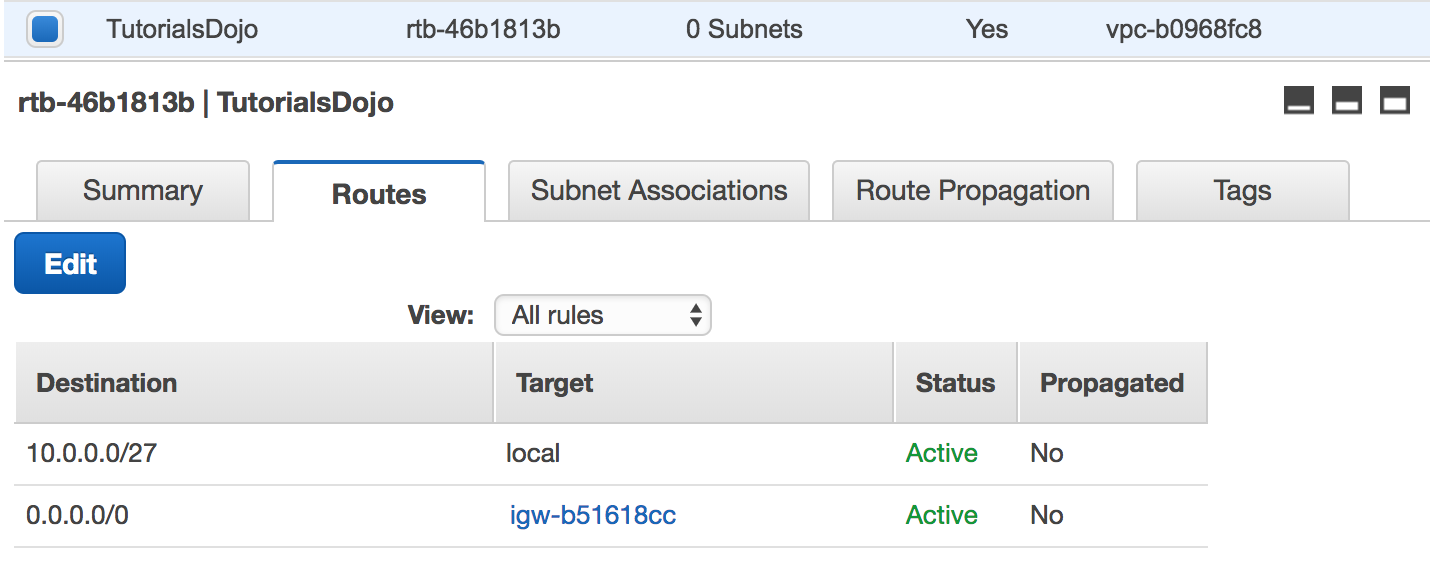 TutorialsDojo rtb-46b1813b 0 Subnets Yes vpc-b0968fc8
rtb-46b1813b | TutorialsDojo
Summary Routes Subnet Associations Route Propagation Tags
Edit
View: All rules
Destination Target Status Propagated
10.0.0.0/27 local Active No
0.0.0.0/0 igw-b51618cc Active No